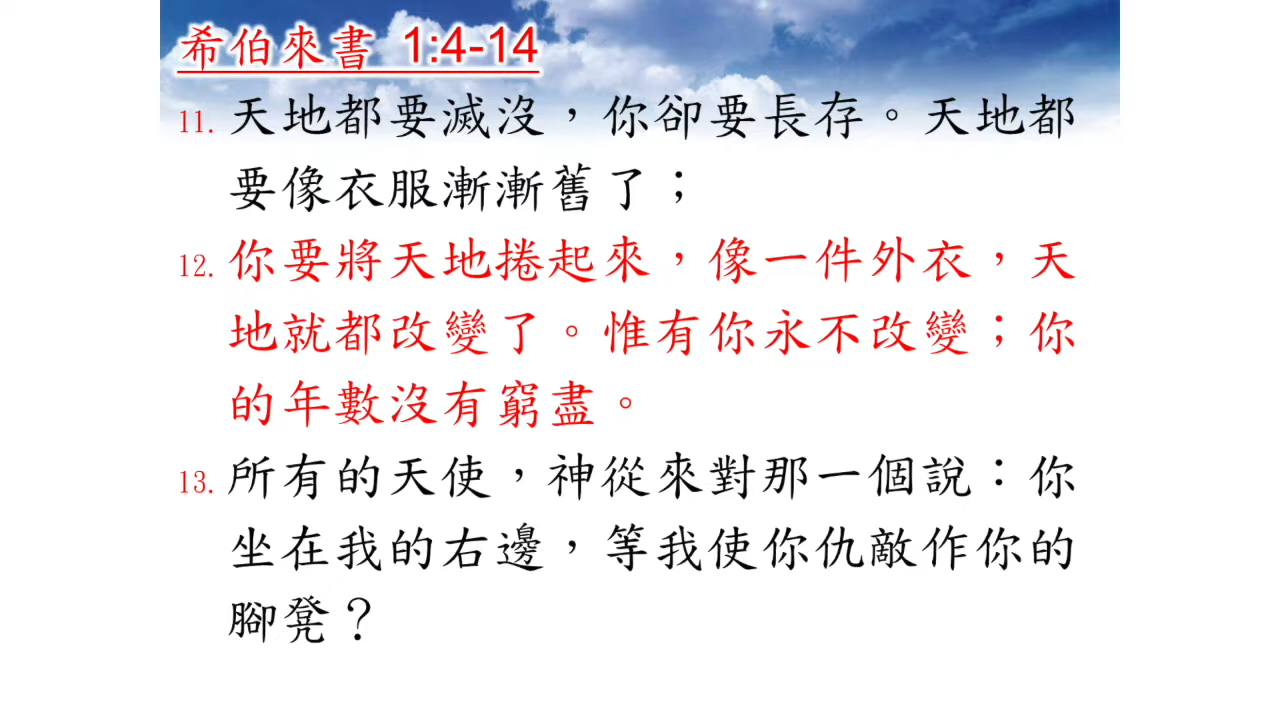 希伯來書 1:4-14
11. 天地都要滅沒，你卻要長存。天地都
要像衣服漸漸舊了；
12. 你要將天地捲起來，像一件外衣，天
地就都改變了。惟有你永不改變；你
的年數沒有窮盡。
13. 所有的天使，神從來對那一個說：你
坐在我的右邊，等我使你仇敵作你的
腳凳？